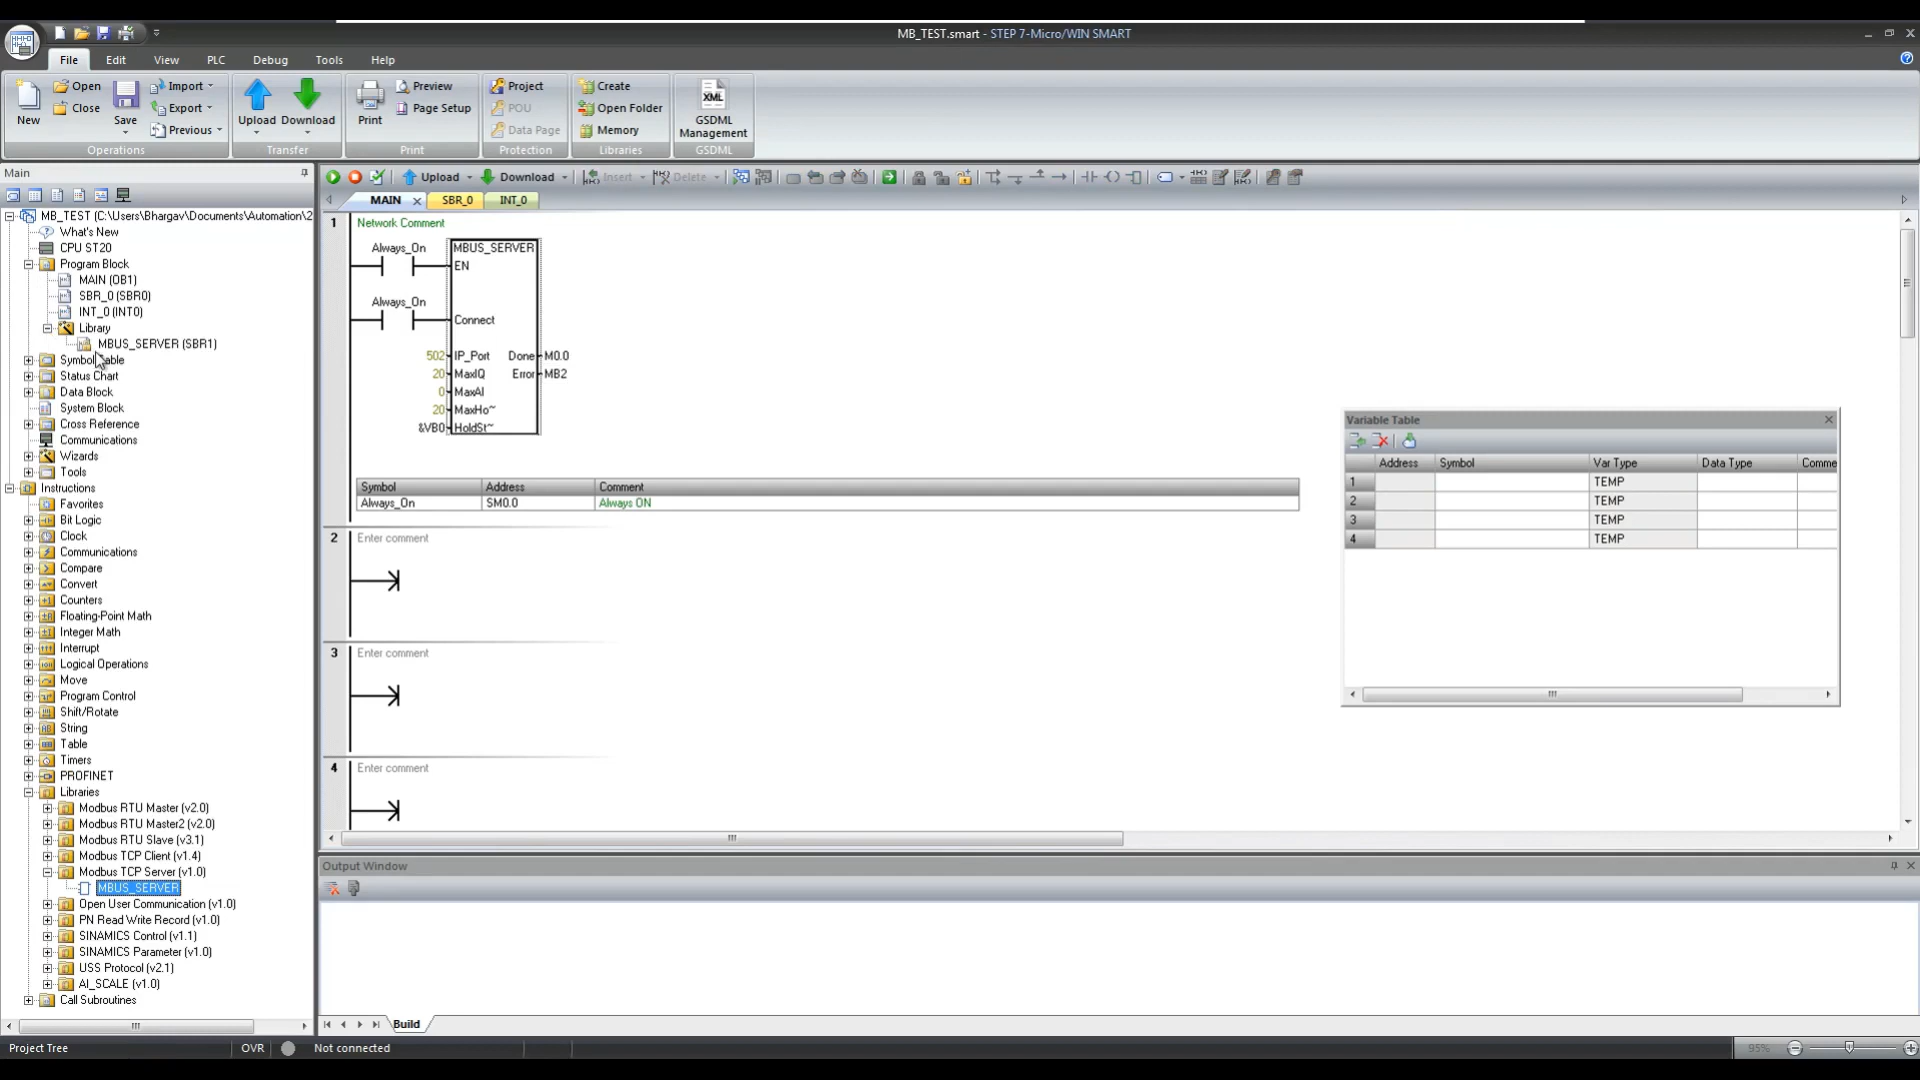 MB_TEST.smart - STEP 7-Micro/WIN SMART
File Edit View PLC Debug Tools Help
New
Open
Close
Save
Import
Export
Previous
Operations
Upload
Download
Transfer
Print
Preview
Page Setup
Print
Project
POU
Data Page
Protection
Create
Open Folder
Memory
Libraries
XML
GSDML
Management
GSDML
Main
Upload Download Insert Delete
MAIN SBR_0 INT_0
MB_TEST (C:\Users\Bhargav\Documents\Automation\2
What's New
CPU ST20
Program Block
MAIN (OB1)
SBR_0 (SBR0)
INT_0 (INT0)
Library
MBUS_SERVER (SBR1)
Symbol Table
Status Chart
Data Block
System Block
Cross Reference
Communications
Wizards
Tools
Instructions
Favorites
Bit Logic
Clock
Communications
Compare
Convert
Counters
Floating-Point Math
Integer Math
Interrupt
Logical Operations
Move
Program Control
Shift/Rotate
String
Table
Timers
PROFINET
Libraries
Modbus RTU Master (v2.0)
Modbus RTU Master2 (v2.0)
Modbus RTU Slave (v3.1)
Modbus TCP Client (v1.4)
Modbus TCP Server (v1.0)
MBUS_SERVER
Open User Communication (v1.0)
PN Read Write Record (v1.0)
SINAMICS Control (v1.1)
SINAMICS Parameter (v1.0)
USS Protocol (v2.1)
AI_SCALE (v1.0)
Call Subroutines
1 Network Comment
Always_On MBUS_SERVER
EN
Always_On
Connect
502 IP_Port Done M0.0
20 MaxIQ Error MB2
0 MaxAI
20 MaxHo~
&VB0 HoldSt~
Symbol Address Comment
Always_On SM0.0 Always ON
2 Enter comment
3 Enter comment
4 Enter comment
Variable Table
Address Symbol Var Type Data Type Comme
1 TEMP
2 TEMP
3 TEMP
4 TEMP
Output Window
Build
Project Tree OVR Not connected 95%